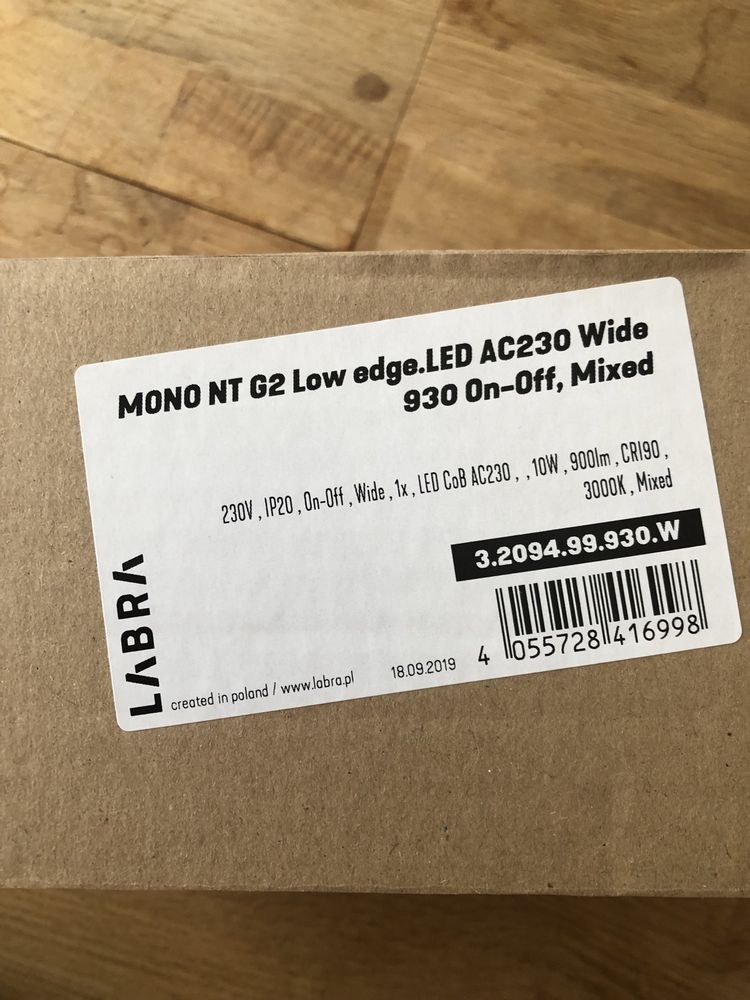 MONO NT G2 Low edge.LED AC230 Wide
930 On-Off, Mixed
230V , IP20 , On-Off , Wide , 1x , LED CoB AC230 , , 10W , 900lm , CRI90 ,
3000K , Mixed
3.2094.99.930.W
4 055728 416998
LABRA
created in poland / www.labra.pl
18.09.2019